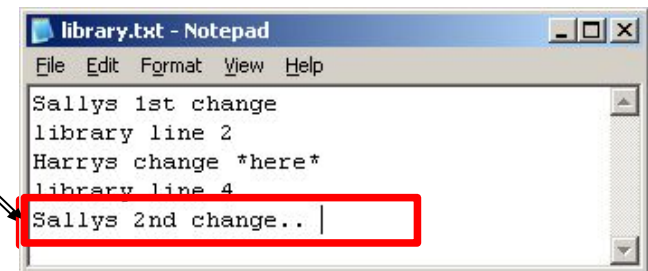 library.txt - Notepad
File Edit Format View Help
Sallys 1st change
library line 2
Harrys change *here*
library line 4
Sallys 2nd change..